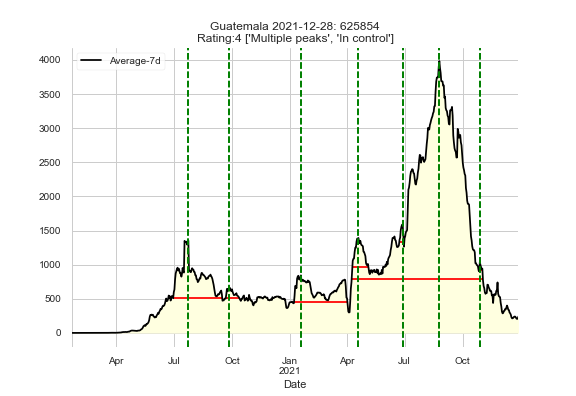 Guatemala 2021-12-28: 625854
Rating:4 ['Multiple peaks', 'In control']
Average-7d
4000
3500
3000
2500
2000
1500
1000
500
0
Apr Jul Oct Jan Apr Jul Oct
2021
Date